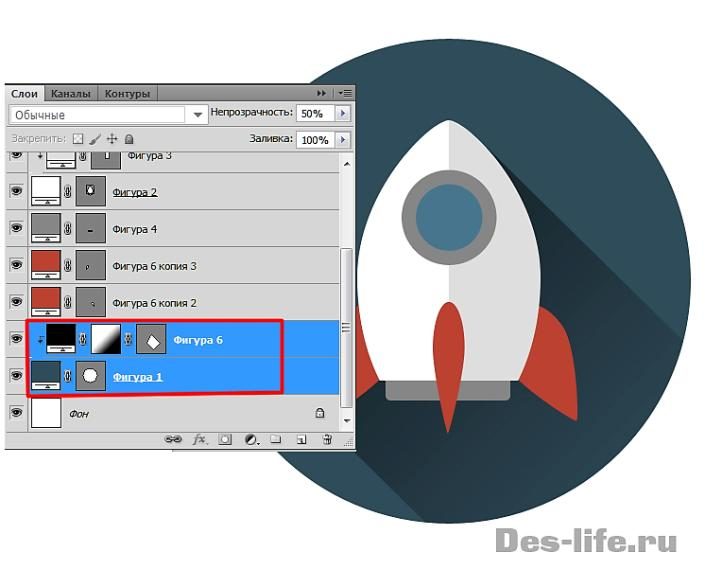 Слои Каналы Контуры
Обычные Непрозрачность: 50%
Закрепить: Заливка: 100%
Фигура 3
Фигура 2
Фигура 4
Фигура 6 копия 3
Фигура 6 копия 2
Фигура 6
Фигура 1
Фон
fx
Des-life.ru